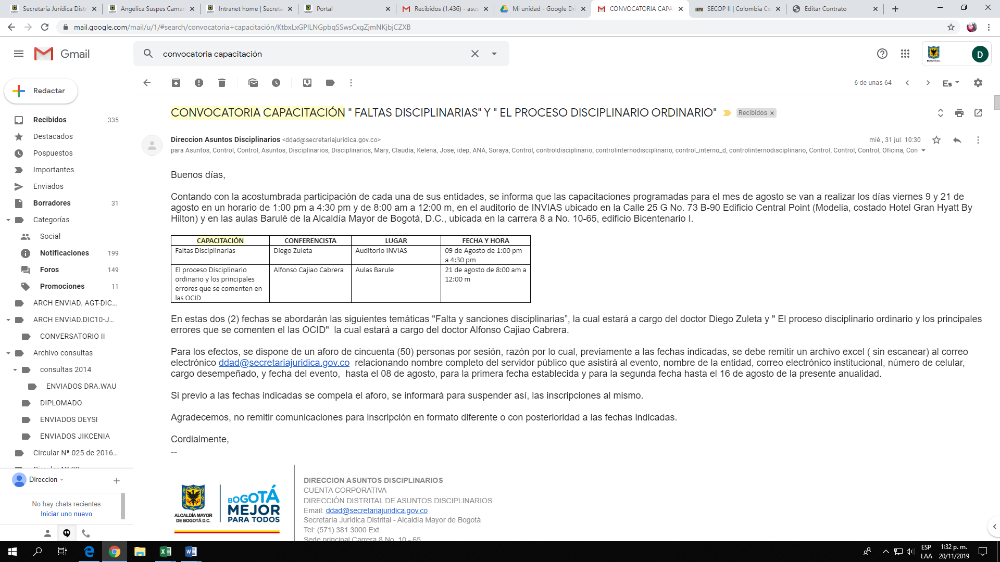 Secretaría Jurídica Distr
Angelica Suspes Camar
Intranet home | Secreta
Portal
Recibidos (1.436) - asus
Mi unidad - Google Dri
CONVOCATORIA CAPA
SECOP II | Colombia Co
Editar Contrato
mail.google.com/mail/u/1/#search/convocatoria+capacitación/KtbxLxGPlLNGpbqSSwsCxgZjmNKjbjCZXB
Gmail
convocatoria capacitación
BOGOTÁ D.C.
D
Redactar
6 de unas 64
Es
Recibidos 335
Destacados
Pospuestos
Importantes
Enviados
Borradores 31
Categorías
Social
Notificaciones 199
Foros 149
Promociones 11
ARCH ENVIAD. AGT-DIC...
ARCH ENVIAD.DIC10-J...
CONVERSATORIO II
Archivo consultas
consultas 2014
ENVIADOS DRA.WAU
DIPLOMADO
ENVIADOS DEYSI
ENVIADOS JIKCENIA
Circular Nª 025 de 2016...
Direccion
No hay chats recientes
Iniciar uno nuevo
CONVOCATORIA CAPACITACIÓN " FALTAS DISCIPLINARIAS" Y " EL PROCESO DISCIPLINARIO ORDINARIO"
Recibidos x
Direccion Asuntos Disciplinarios <ddad@secretariajuridica.gov.co>
mié., 31 jul. 10:30
para Asuntos, Control, Control, Asuntos, Disciplinarios, Disciplinarios, Mary, Claudia, Kelena, Jose, idep, ANA, Soraya, Control, controldisciplinario, controlinternodisciplinario, control_interno_d, controlinternodisciplinario, Control, Control, Control, Oficina, Con
Buenos días,
Contando con la acostumbrada participación de cada una de sus entidades, se informa que las capacitaciones programadas para el mes de agosto se van a realizar los días viernes 9 y 21 de
agosto en un horario de 1:00 pm a 4:30 pm y de 8:00 am a 12:00 m, en el auditorio de INVIAS ubicado en la Calle 25 G No. 73 B-90 Edificio Central Point (Modelia, costado Hotel Gran Hyatt By
Hilton) y en las aulas Barulé de la Alcaldía Mayor de Bogotá, D.C., ubicada en la carrera 8 a No. 10-65, edificio Bicentenario I.
CAPACITACIÓN CONFERENCISTA LUGAR FECHA Y HORA
Faltas Disciplinarias Diego Zuleta Auditorio INVIAS 09 de Agosto de 1:00 pm
a 4:30 pm
El proceso Disciplinario Alfonso Cajiao Cabrera Aulas Barule 21 de agosto de 8:00 am a
ordinario y los principales 12:00 m
errores que se comenten en
las OCID
En estas dos (2) fechas se abordarán las siguientes temáticas "Falta y sanciones disciplinarias”, la cual estará a cargo del doctor Diego Zuleta y " El proceso disciplinario ordinario y los principales
errores que se comenten el las OCID"  la cual estará a cargo del doctor Alfonso Cajiao Cabrera.
Para los efectos, se dispone de un aforo de cincuenta (50) personas por sesión, razón por lo cual, previamente a las fechas indicadas, se debe remitir un archivo excel ( sin escanear) al correo
electrónico ddad@secretariajuridica.gov.co  relacionando nombre completo del servidor público que asistirá al evento, nombre de la entidad, correo electrónico institucional, número de celular,
cargo desempeñado, y fecha del evento,  hasta el 08 de agosto, para la primera fecha establecida y para la segunda fecha hasta el 16 de agosto de la presente anualidad.
Si previo a las fechas indicadas se compela el aforo, se informará para suspender así, las inscripciones al mismo.
Agradecemos, no remitir comunicaciones para inscripción en formato diferente o con posterioridad a las fechas indicadas.
Cordialmente,
--
ALCALDÍA MAYOR
DE BOGOTÁ D.C.
BOGOTÁ
MEJOR
PARA TODOS
DIRECCION ASUNTOS DISCIPLINARIOS
CUENTA CORPORATIVA
DIRECCIÓN DISTRITAL DE ASUNTOS DISCIPLINARIOS
Email: ddad@secretariajuridica.gov.co
Secretaría Jurídica Distrital - Alcaldía Mayor de Bogotá
Tel: (571) 381 3000 Ext.
Sede principal Carrera 8 No. 10 - 65
ESP
LAA
1:32 p. m.
20/11/2019